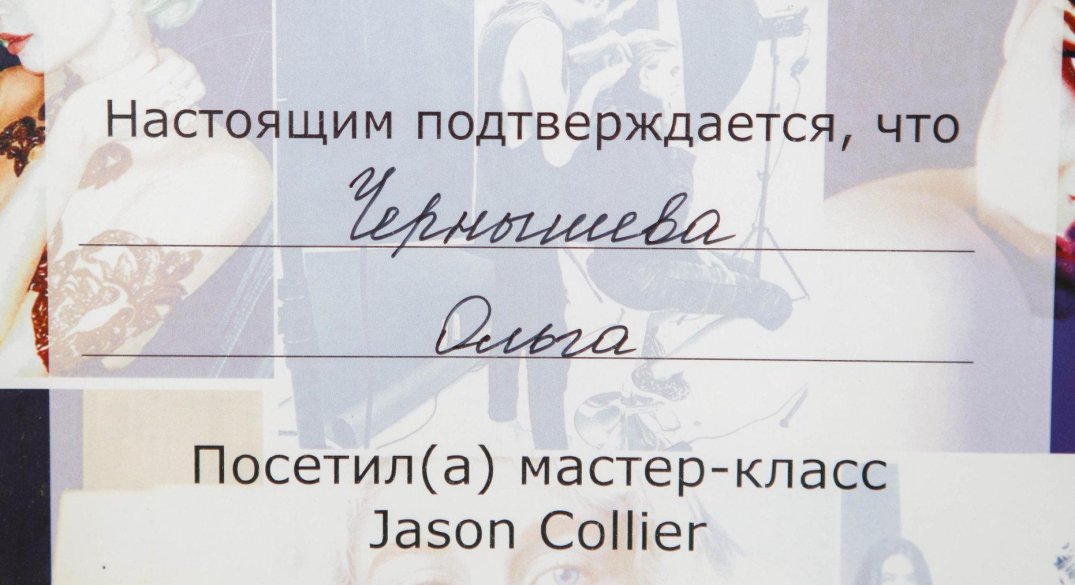 Настоящим подтверждается, что
Чернышева
Ольга
Посетил(а) мастер-класс
Jason Collier